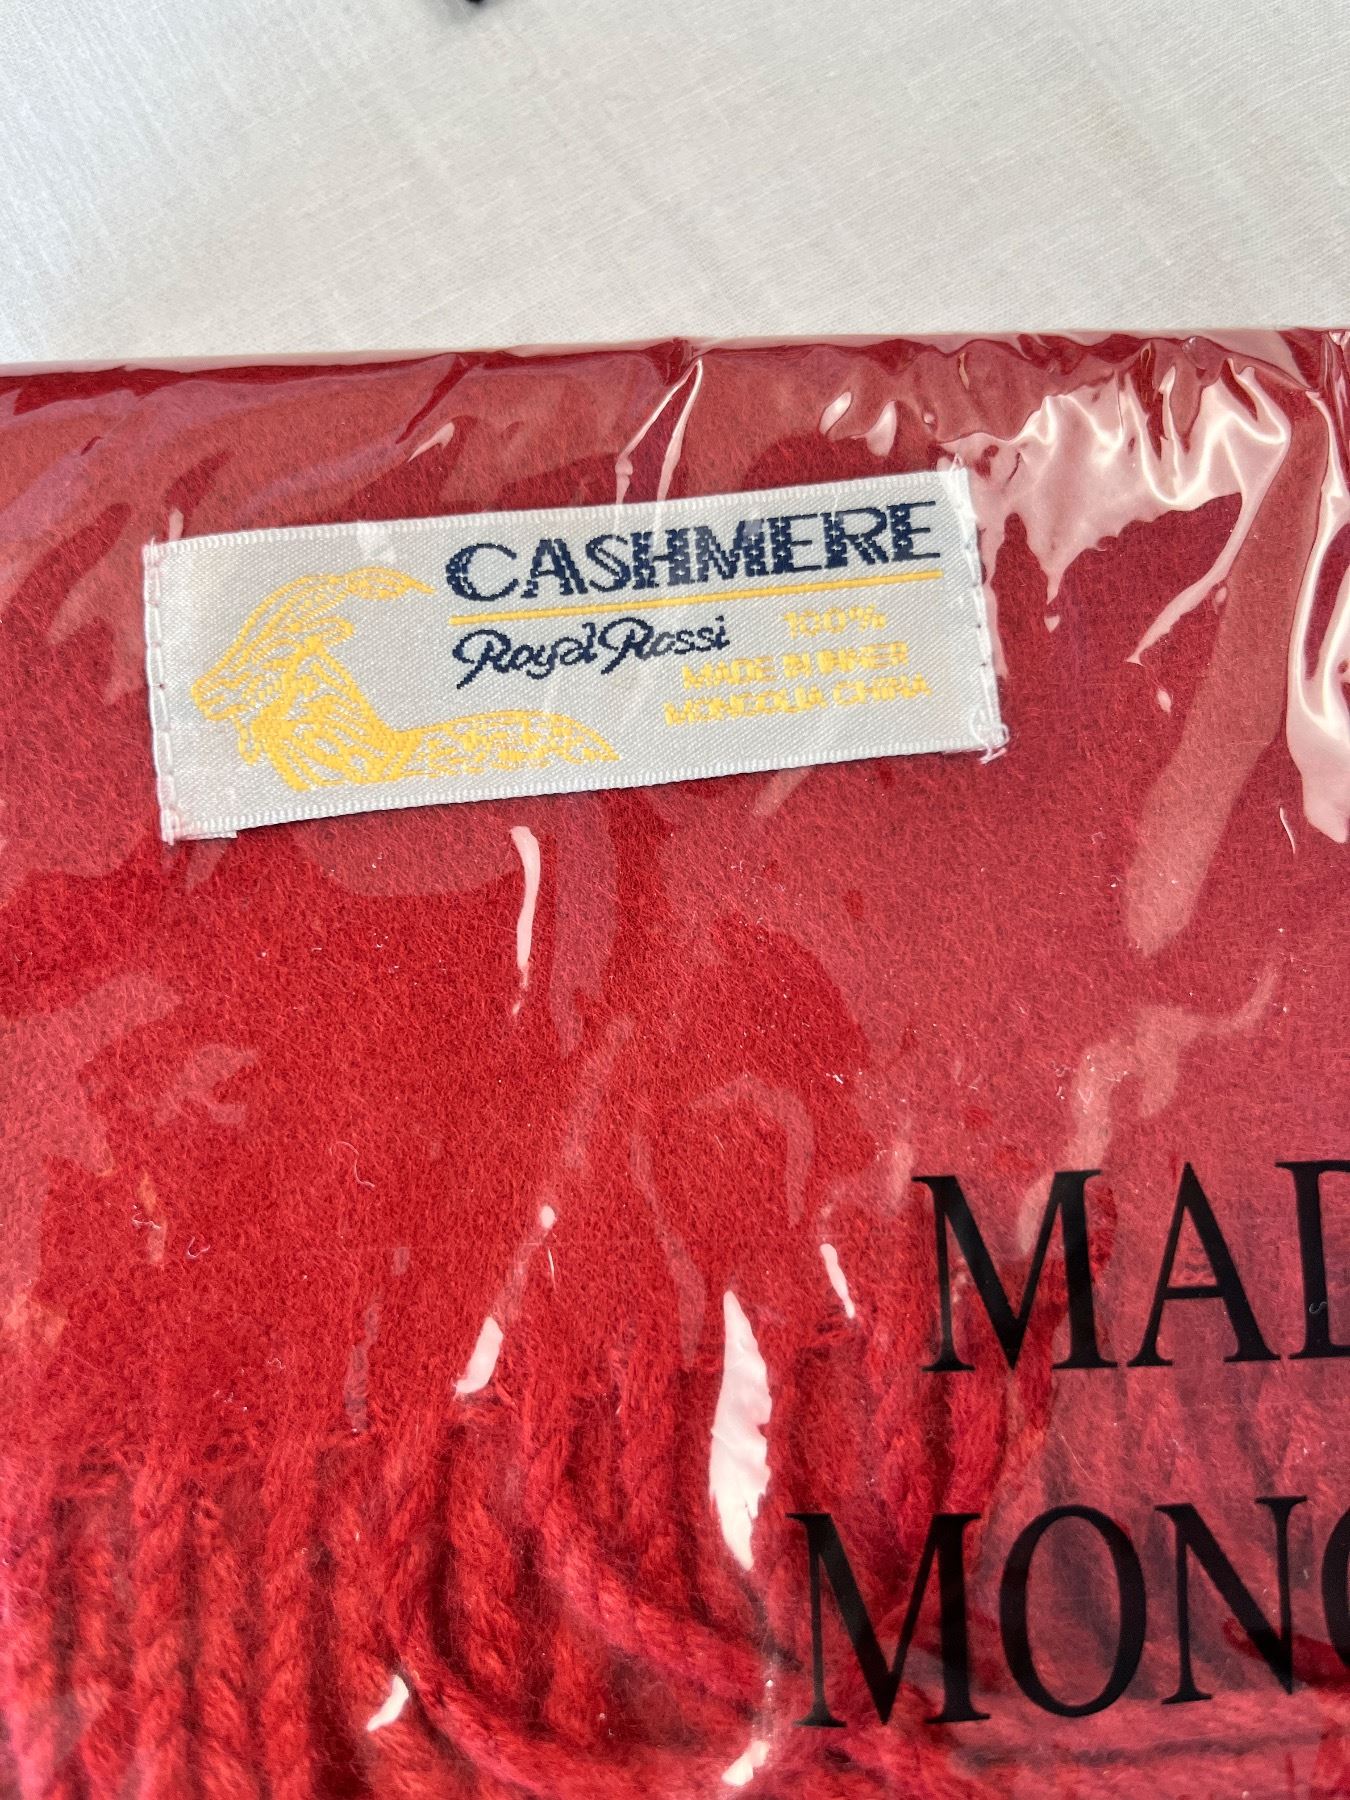 CASHMERE
Royal Rossi 100%
MADE IN INNER
MONGOLIA CHINA
MAD
MONG